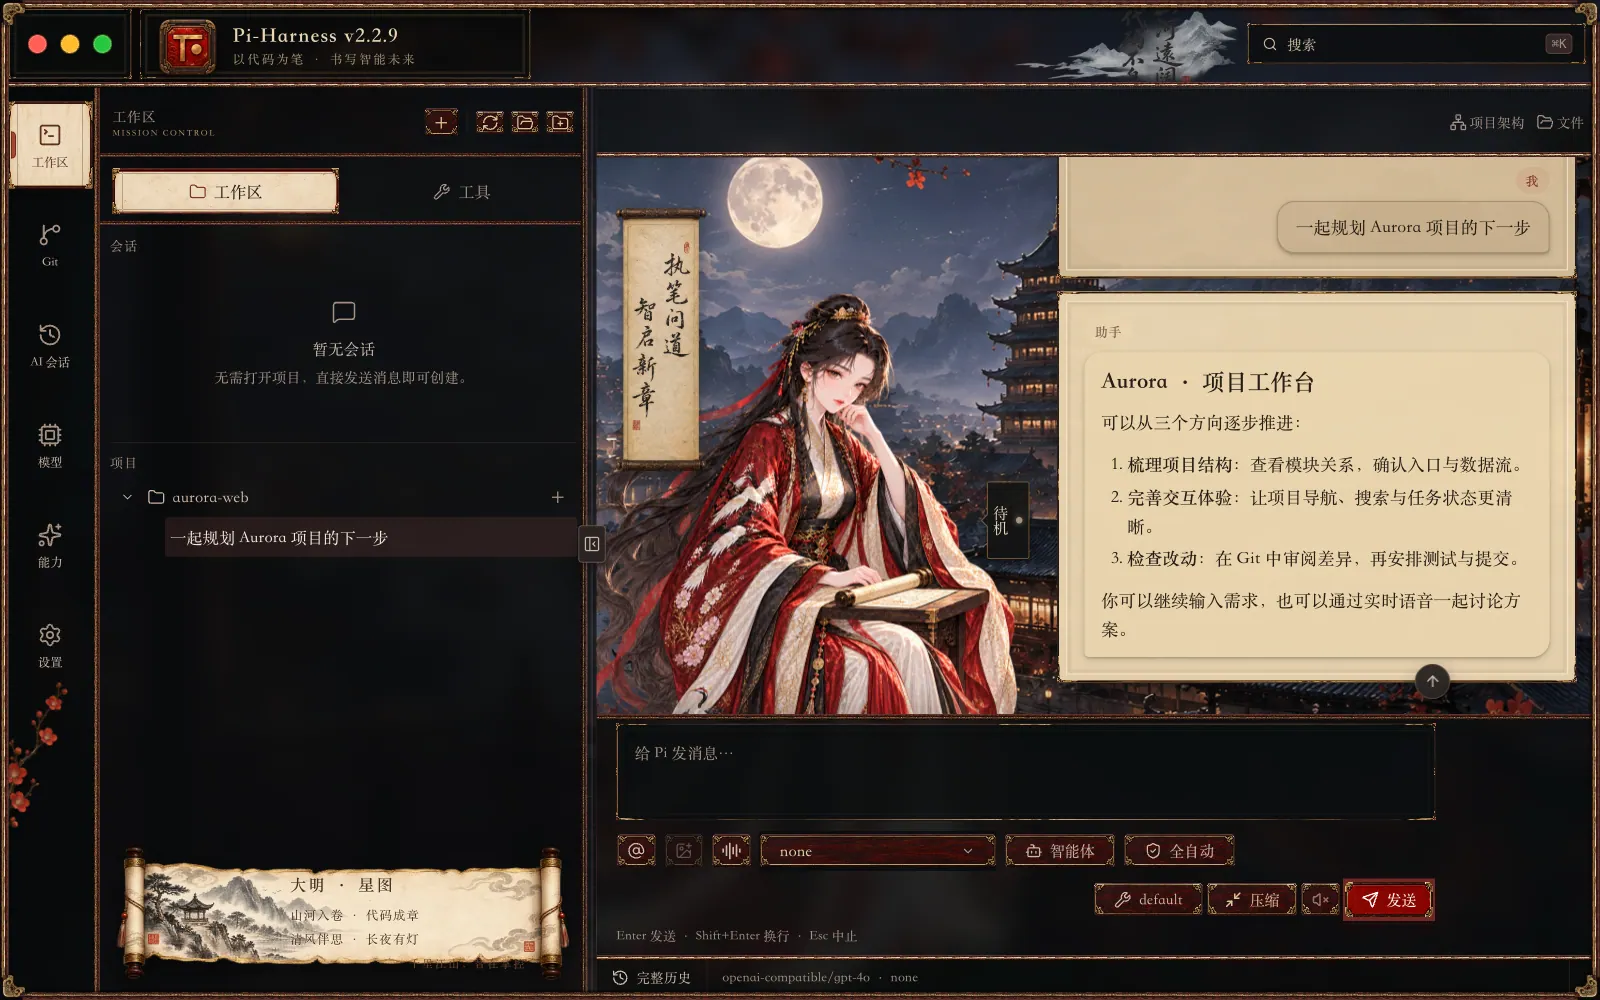 Pi-Harness v2.2.9
以代码为笔 · 书写智能未来
搜索
⌘K
工作区
Git
AI 会话
模型
能力
设置
工作区
MISSION CONTROL
工作区
工具
会话
暂无会话
无需打开项目，直接发送消息即可创建。
项目
aurora-web
一起规划 Aurora 项目的下一步
大明 · 星图
山河入卷 · 代码成章
清风伴思 · 长夜有灯
项目架构
文件
执笔问道
智启新章
待机
我
一起规划 Aurora 项目的下一步
助手
Aurora · 项目工作台
可以从三个方向逐步推进：
1. 梳理项目结构：查看模块关系，确认入口与数据流。
2. 完善交互体验：让项目导航、搜索与任务状态更清
晰。
3. 检查改动：在 Git 中审阅差异，再安排测试与提交。
你可以继续输入需求，也可以通过实时语音一起讨论方
案。
给 Pi 发消息…
none
智能体
全自动
default
压缩
发送
Enter 发送 · Shift+Enter 换行 · Esc 中止
完整历史
openai-compatible/gpt-4o · none